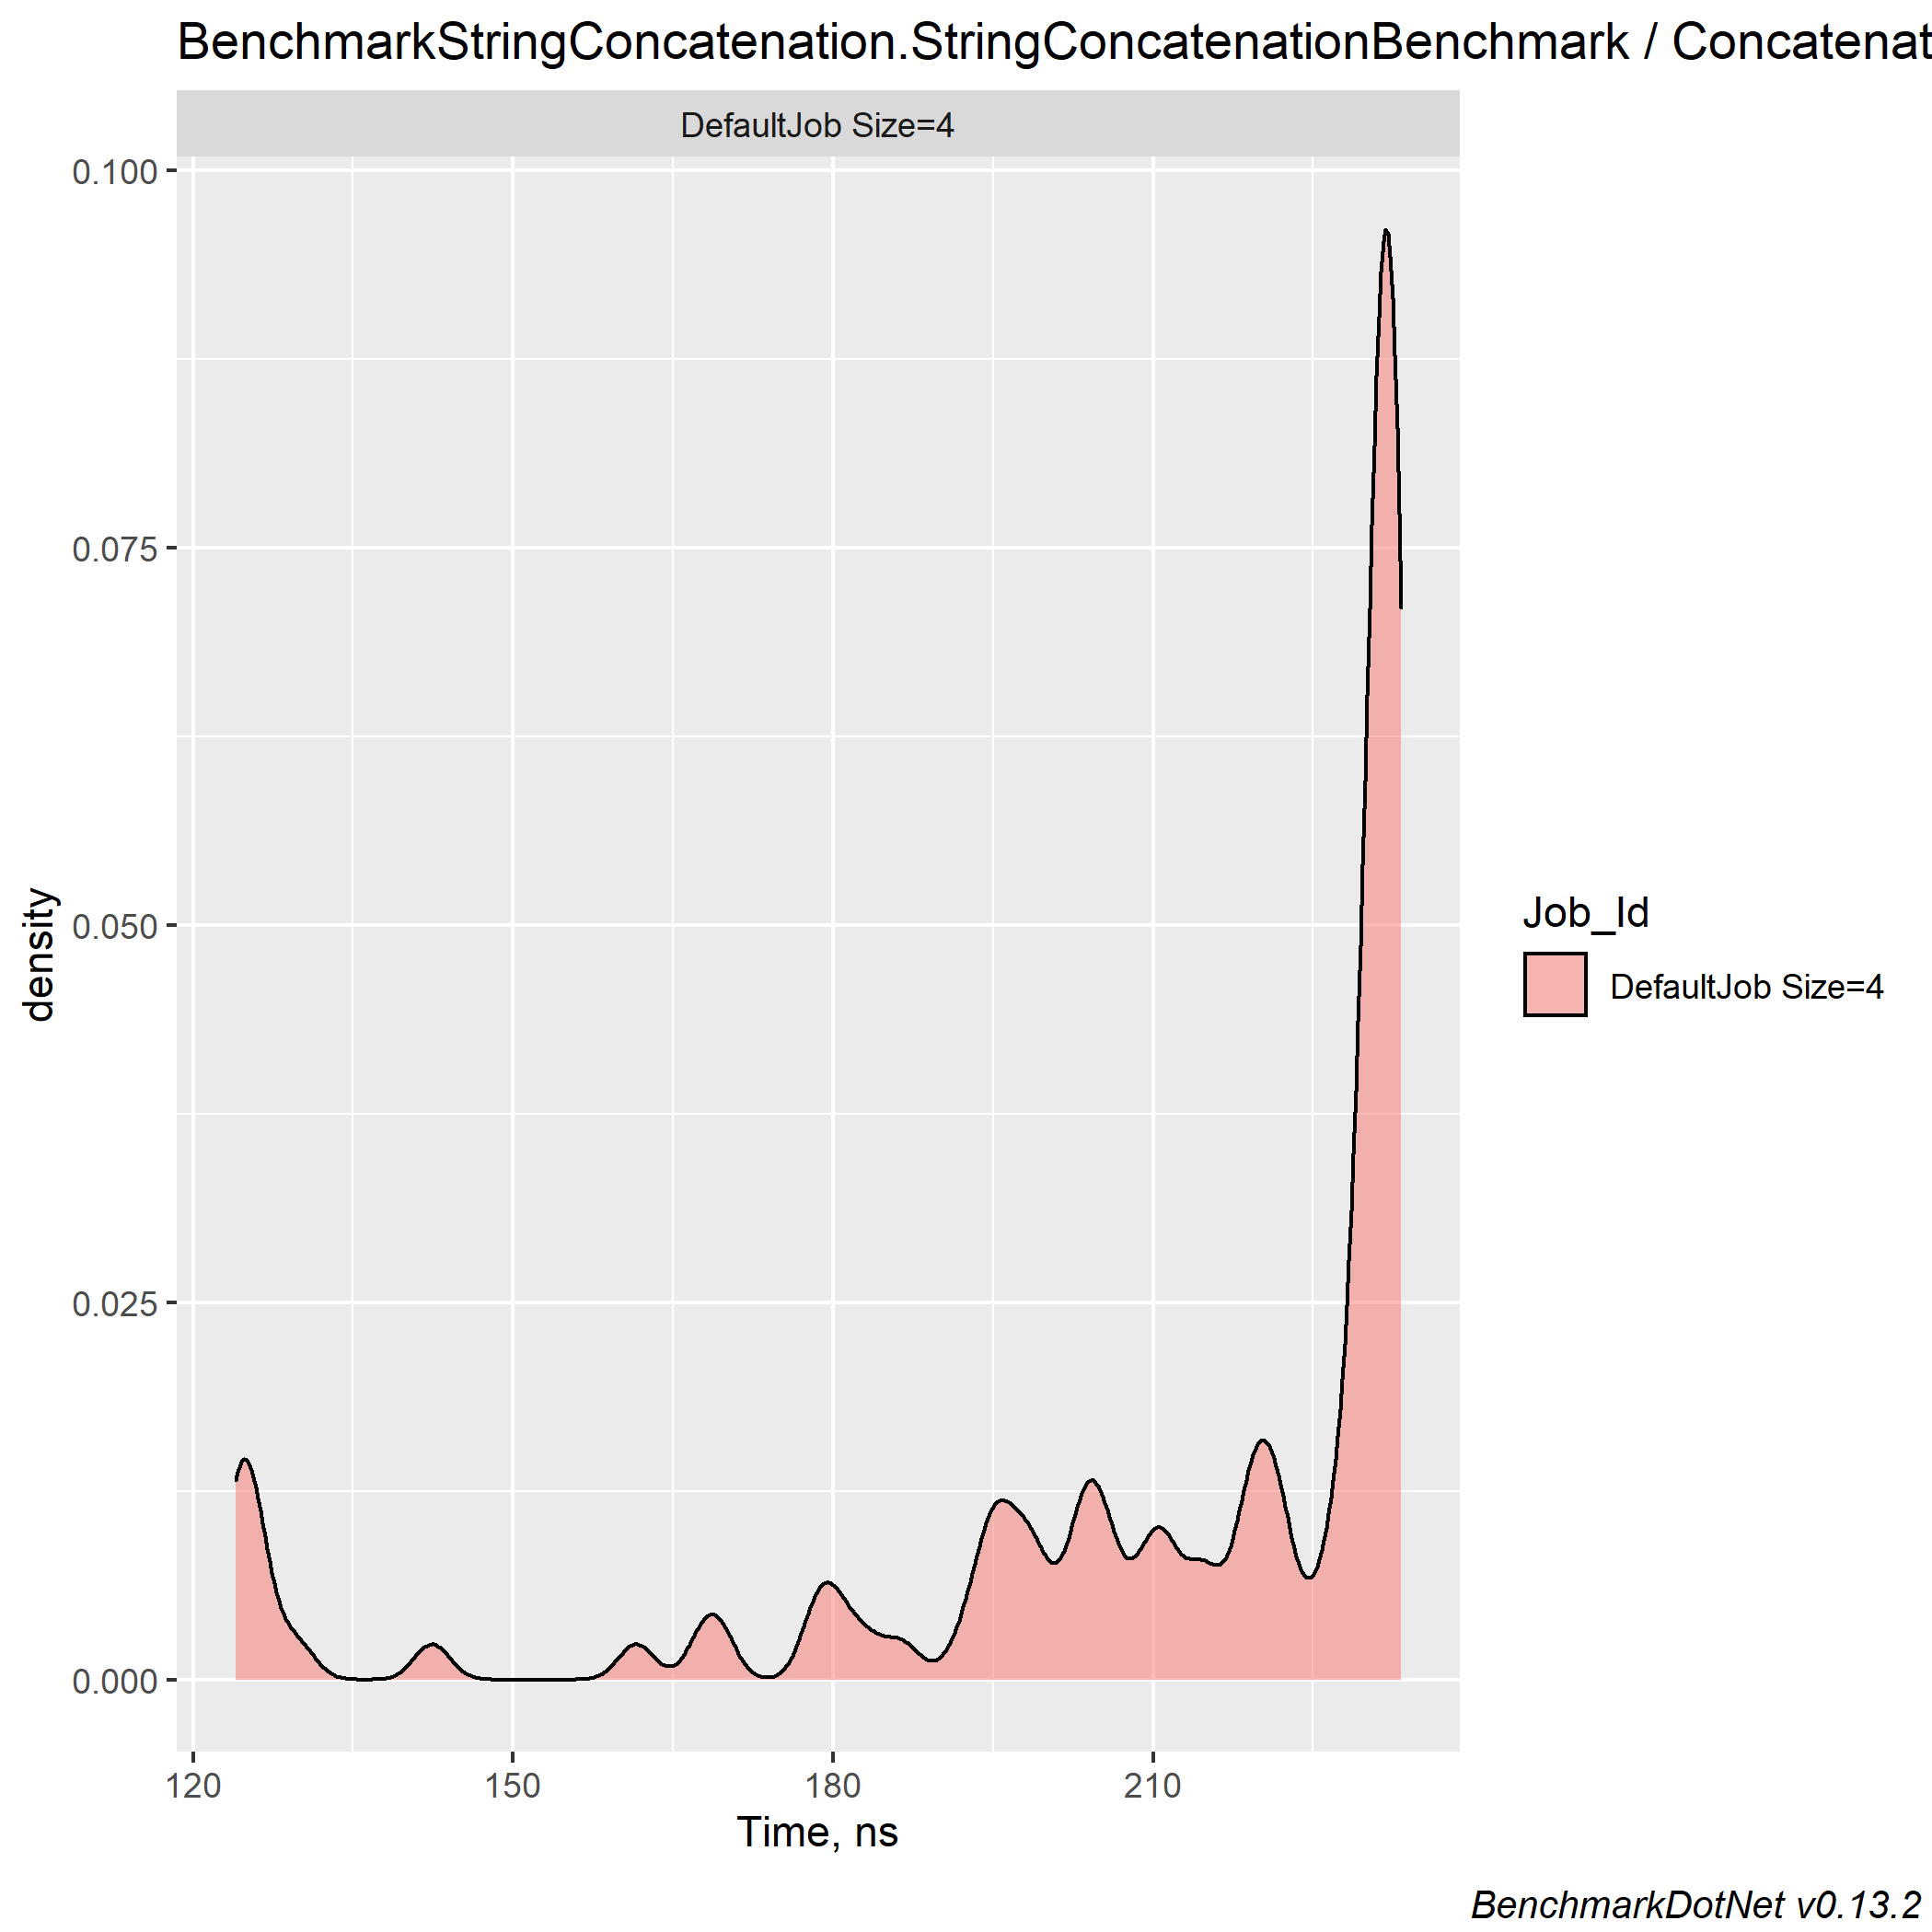 BenchmarkStringConcatenation.StringConcatenationBenchmark / Concatenat
DefaultJob Size=4
0.100
0.075
0.050
0.025
0.000
density
120 150 180 210
Time, ns
Job_Id
DefaultJob Size=4
BenchmarkDotNet v0.13.2